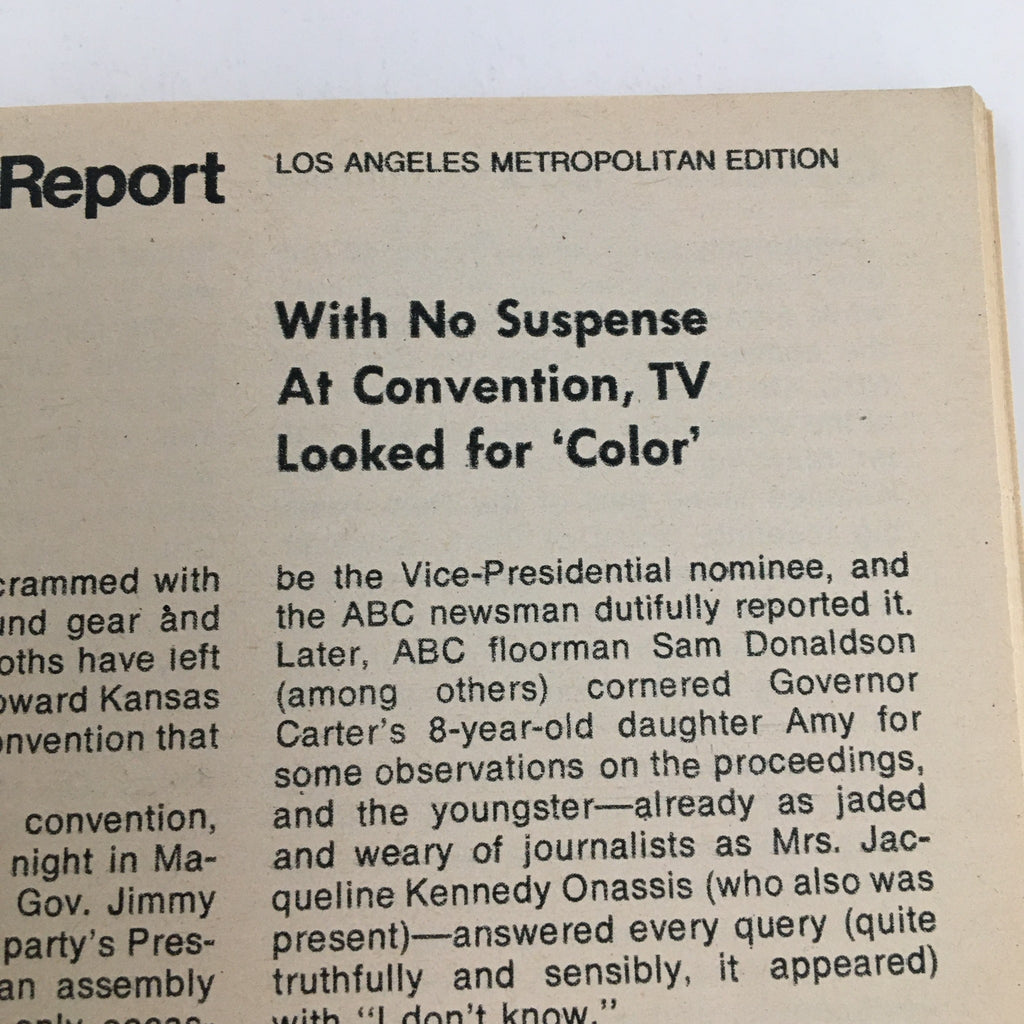 Report
LOS ANGELES METROPOLITAN EDITION
With No Suspense
At Convention, TV
Looked for ‘Color’
crammed with
gear and
have left
Kansas
that
convention,
night in Ma-
Gov. Jimmy
party’s Pres-
an assembly
only
be the Vice-Presidential nominee, and
the ABC newsman dutifully reported it.
Later, ABC floorman Sam Donaldson
(among others) cornered Governor
Carter’s 8-year-old daughter Amy for
some observations on the proceedings,
and the youngster—already as jaded
and weary of journalists as Mrs. Jac-
queline Kennedy Onassis (who also was
present)—answered every query (quite
truthfully and sensibly, it appeared)
with “I don’t know.”